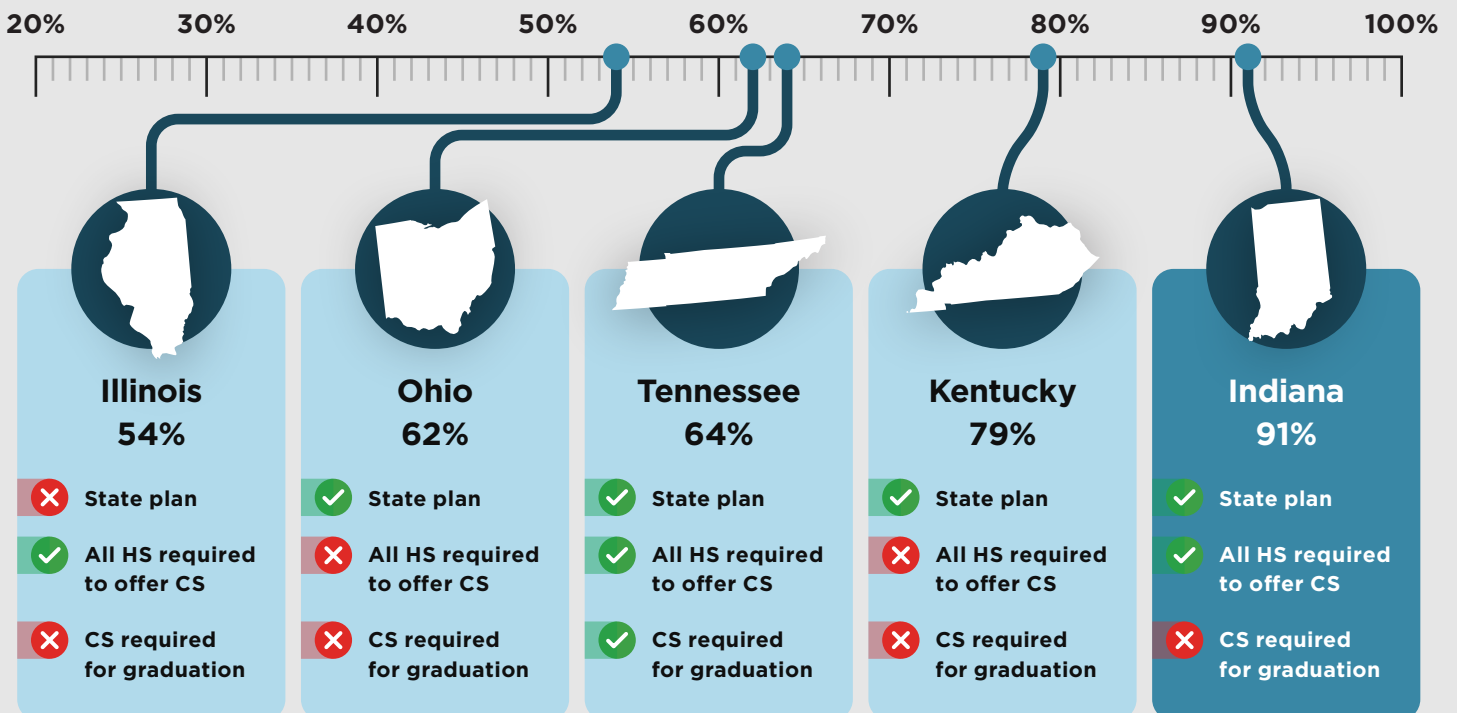 20% 30% 40% 50% 60% 70% 80% 90% 100%
Illinois
54%
State plan
All HS required
to offer CS
CS required
for graduation
Ohio
62%
State plan
All HS required
to offer CS
CS required
for graduation
Tennessee
64%
State plan
All HS required
to offer CS
CS required
for graduation
Kentucky
79%
State plan
All HS required
to offer CS
CS required
for graduation
Indiana
91%
State plan
All HS required
to offer CS
CS required
for graduation